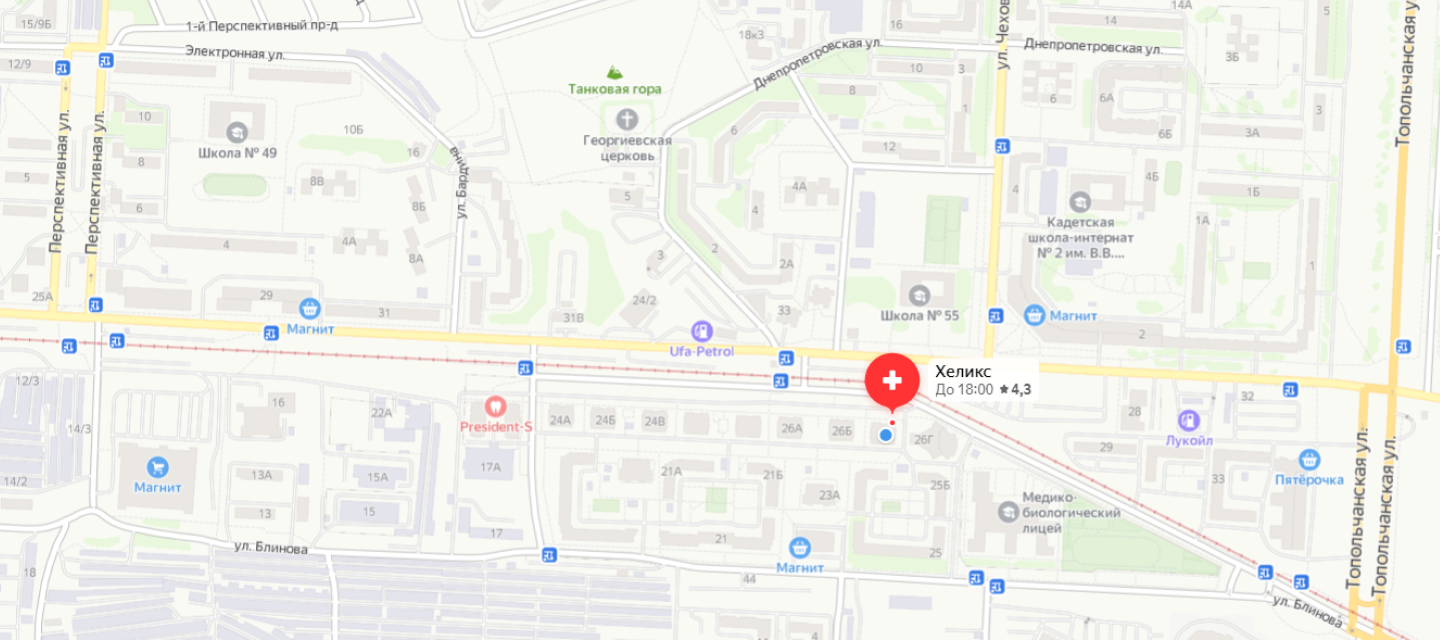 15/9Б
1-й Перспективный пр-д
Электронная ул.
12/9
Перспективная ул.
Перспективная ул.
10
8
6
5
Школа № 49
10Б
16
8В
8Б
4
4А
8А
ул. Бардина
25А
29
31
Магнит
Танковая гора
Георгиевская
церковь
18к3
16
Днепропетровская ул.
10
3
8
6
12
4А
4
5
2
2А
3
24/2
31В
33
Ufa-Petrol
Школа № 55
ул. Чехов
14
Днепропетровская ул.
3Б
6
6А
6Б
3А
3
4
4Б
1Б
1А
1
Кадетская
школа-интернат
№ 2 им. В.В....
Магнит
2
Топольчанская ул.
Хеликс
До 18:00 ★4,3
12/3
14/3
14/2
16
22А
President-S
17А
24А
24Б
24В
26А
26Б
26Г
28
29
32
Лукойл
33
Пятёрочка
Магнит
13А
13
15А
15
17
21А
21Б
23А
25Б
21
25
Медико-
биологический
лицей
ул. Блинова
Магнит
44
18
Топольчанская ул.
Топольчанская ул.
ул. Блинова